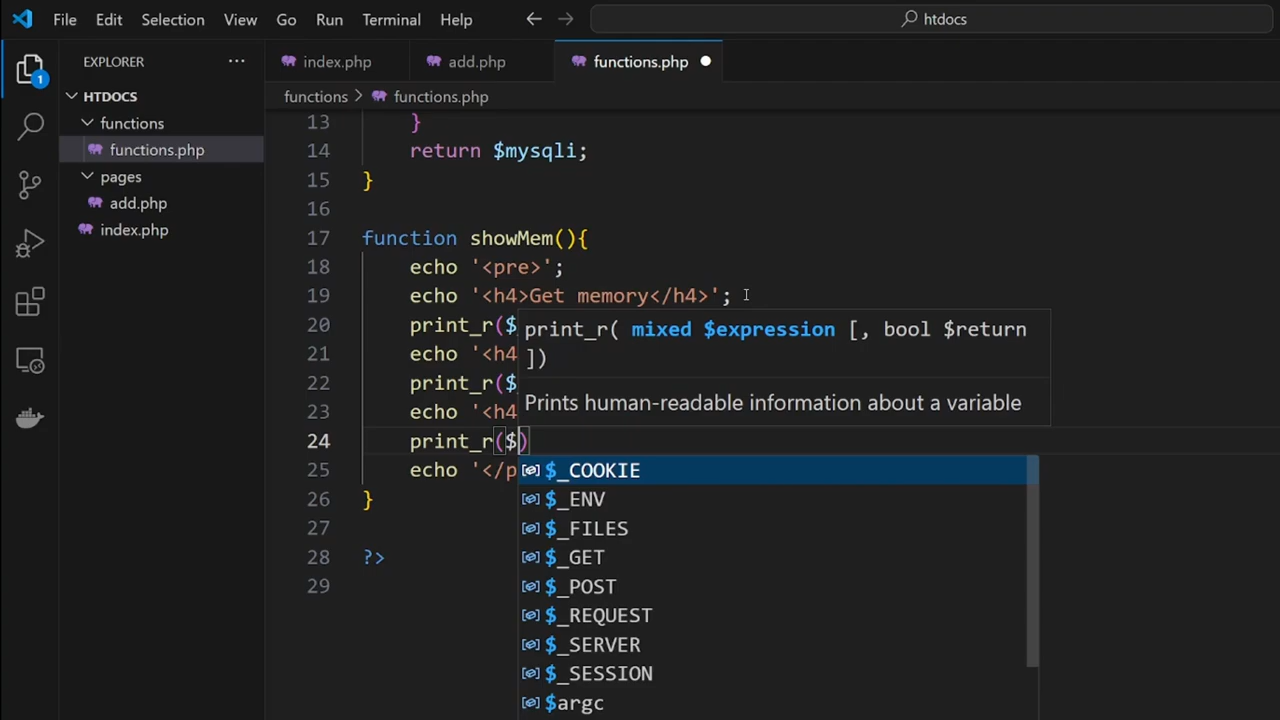 File Edit Selection View Go Run Terminal Help
htdocs
1
EXPLORER
HTDOCS
functions
functions.php
pages
add.php
index.php
index.php add.php functions.php
functions > functions.php
13 }
14 return $mysqli;
15 }
16
17 function showMem(){
18 echo '<pre>';
19 echo '<h4>Get memory</h4>';
20 print_r($
21 echo '<h4
22 print_r($
23 echo '<h4
24 print_r($)
25 echo '</p
26 }
27
28 ?>
29
print_r( mixed $expression [, bool $return
])
Prints human-readable information about a variable
$_COOKIE
$_ENV
$_FILES
$_GET
$_POST
$_REQUEST
$_SERVER
$_SESSION
$argc